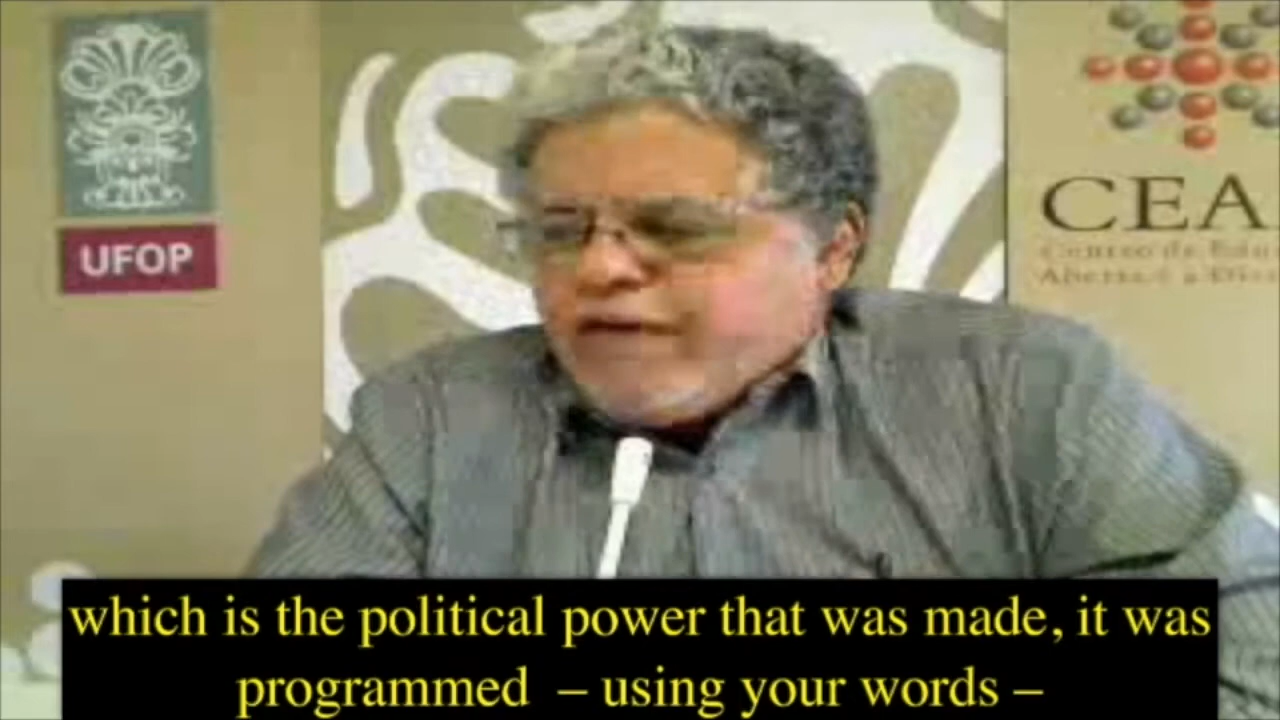 UFOP
CEA
which is the political power that was made, it was
programmed – using your words –